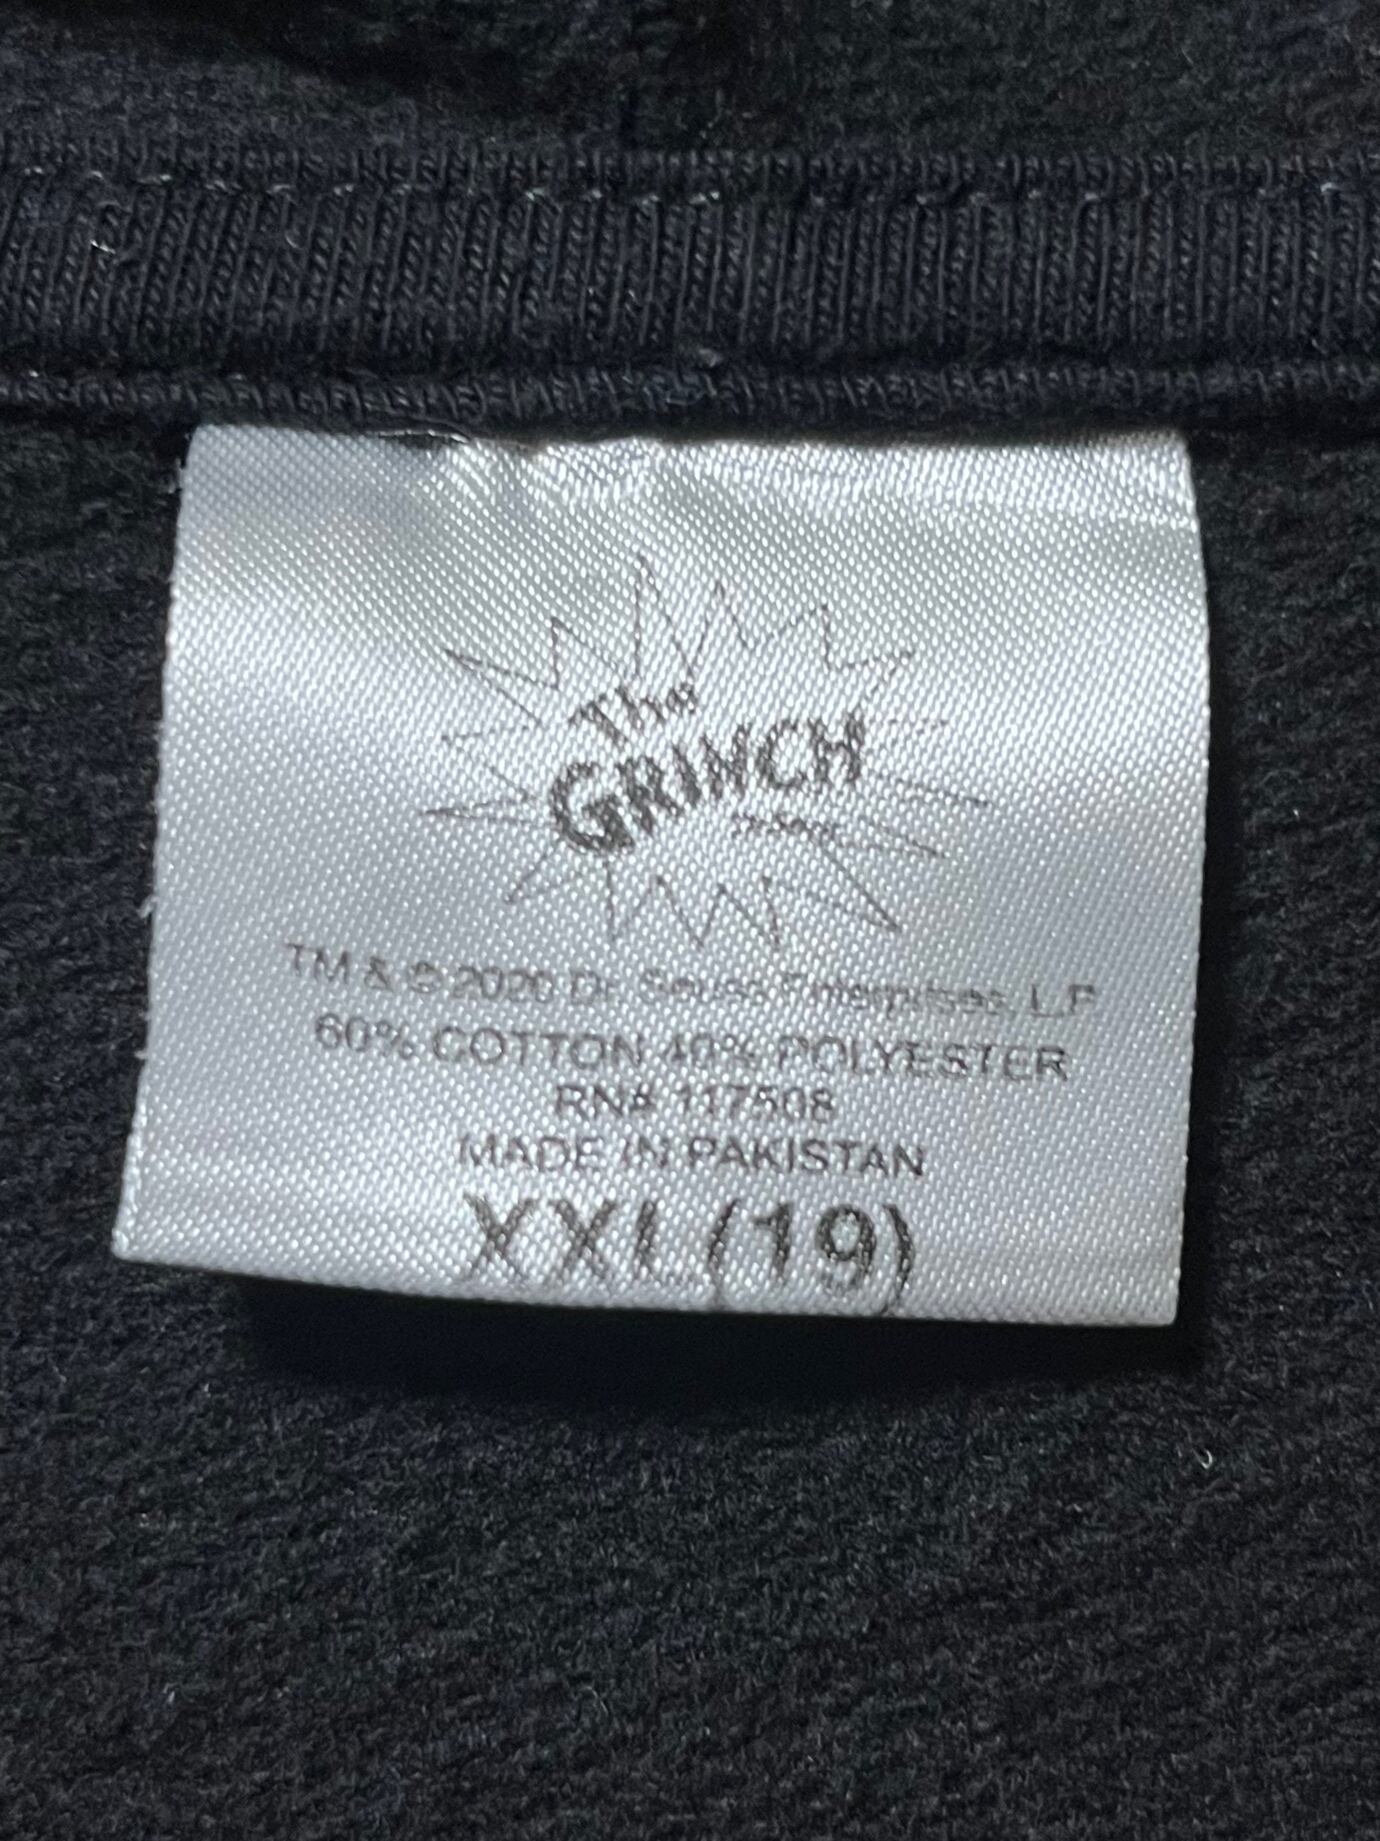 The
GRINCH
TM & © 2020 Dr. Seuss Enterprises, L.P.
60% COTTON 40% POLYESTER
RN# 117508
MADE IN PAKISTAN
XXL(19)